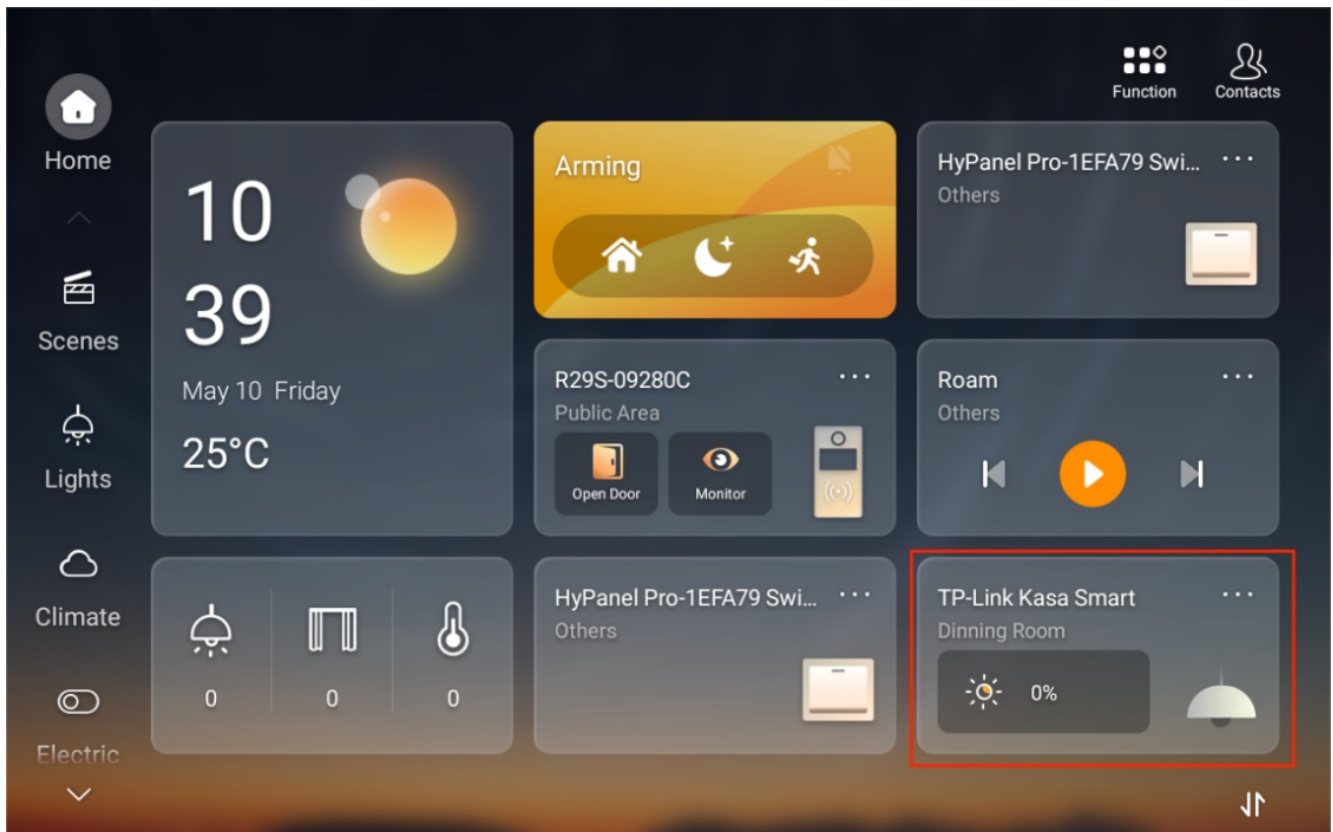 Function
Contacts
Home
Scenes
Lights
Climate
Electric
10
39
May 10 Friday
25°C
Arming
HyPanel Pro-1EFA79 Swi...
Others
R29S-09280C
Public Area
Open Door
Monitor
Roam
Others
0
0
0
HyPanel Pro-1EFA79 Swi...
Others
TP-Link Kasa Smart
Dinning Room
0%